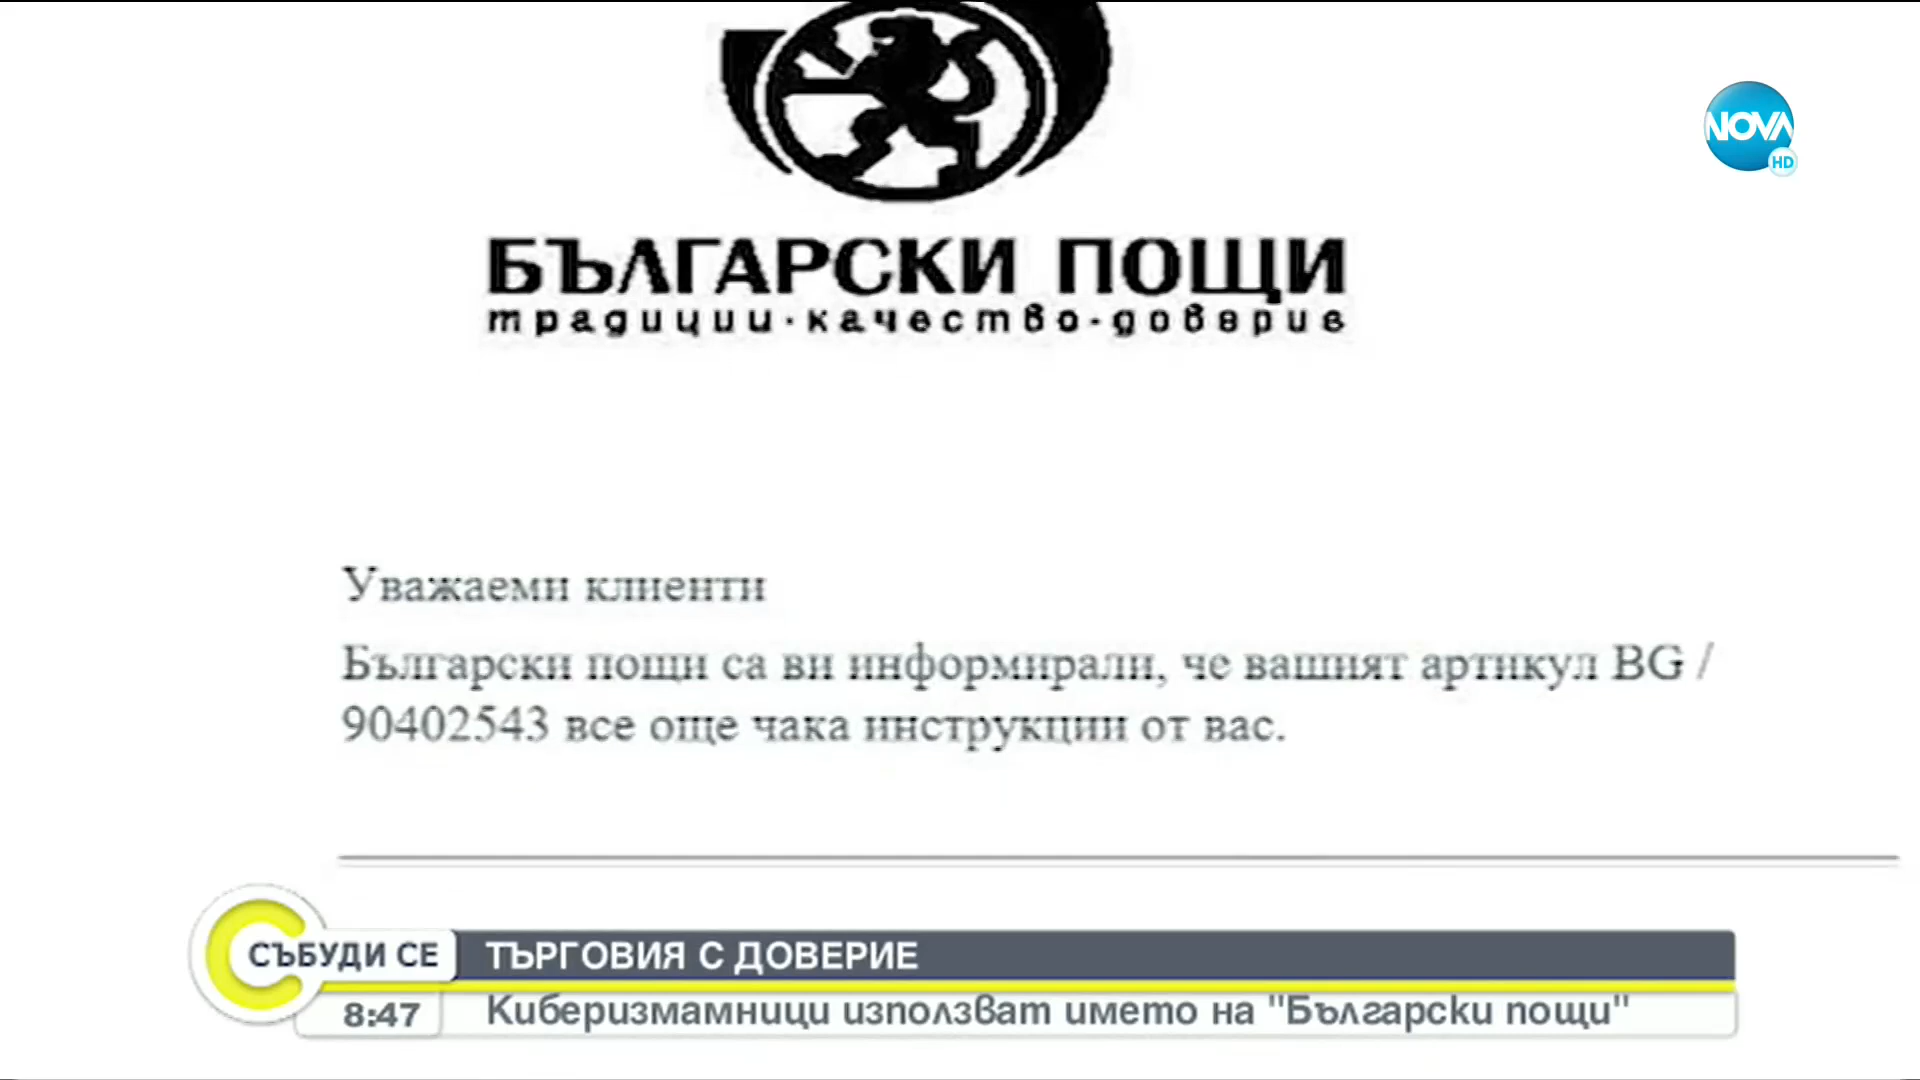 NOVA
HD
БЪЛГАРСКИ ПОЩИ
традиции·качество·доверие
Уважаеми клиенти
Български пощи са ви информирали, че вашият артикул BG /
90402543 все още чака инструкции от вас.
СЪБУДИ СЕ
ТЪРГОВИЯ С ДОВЕРИЕ
8:47
Киберизмамници използват името на "Български пощи"